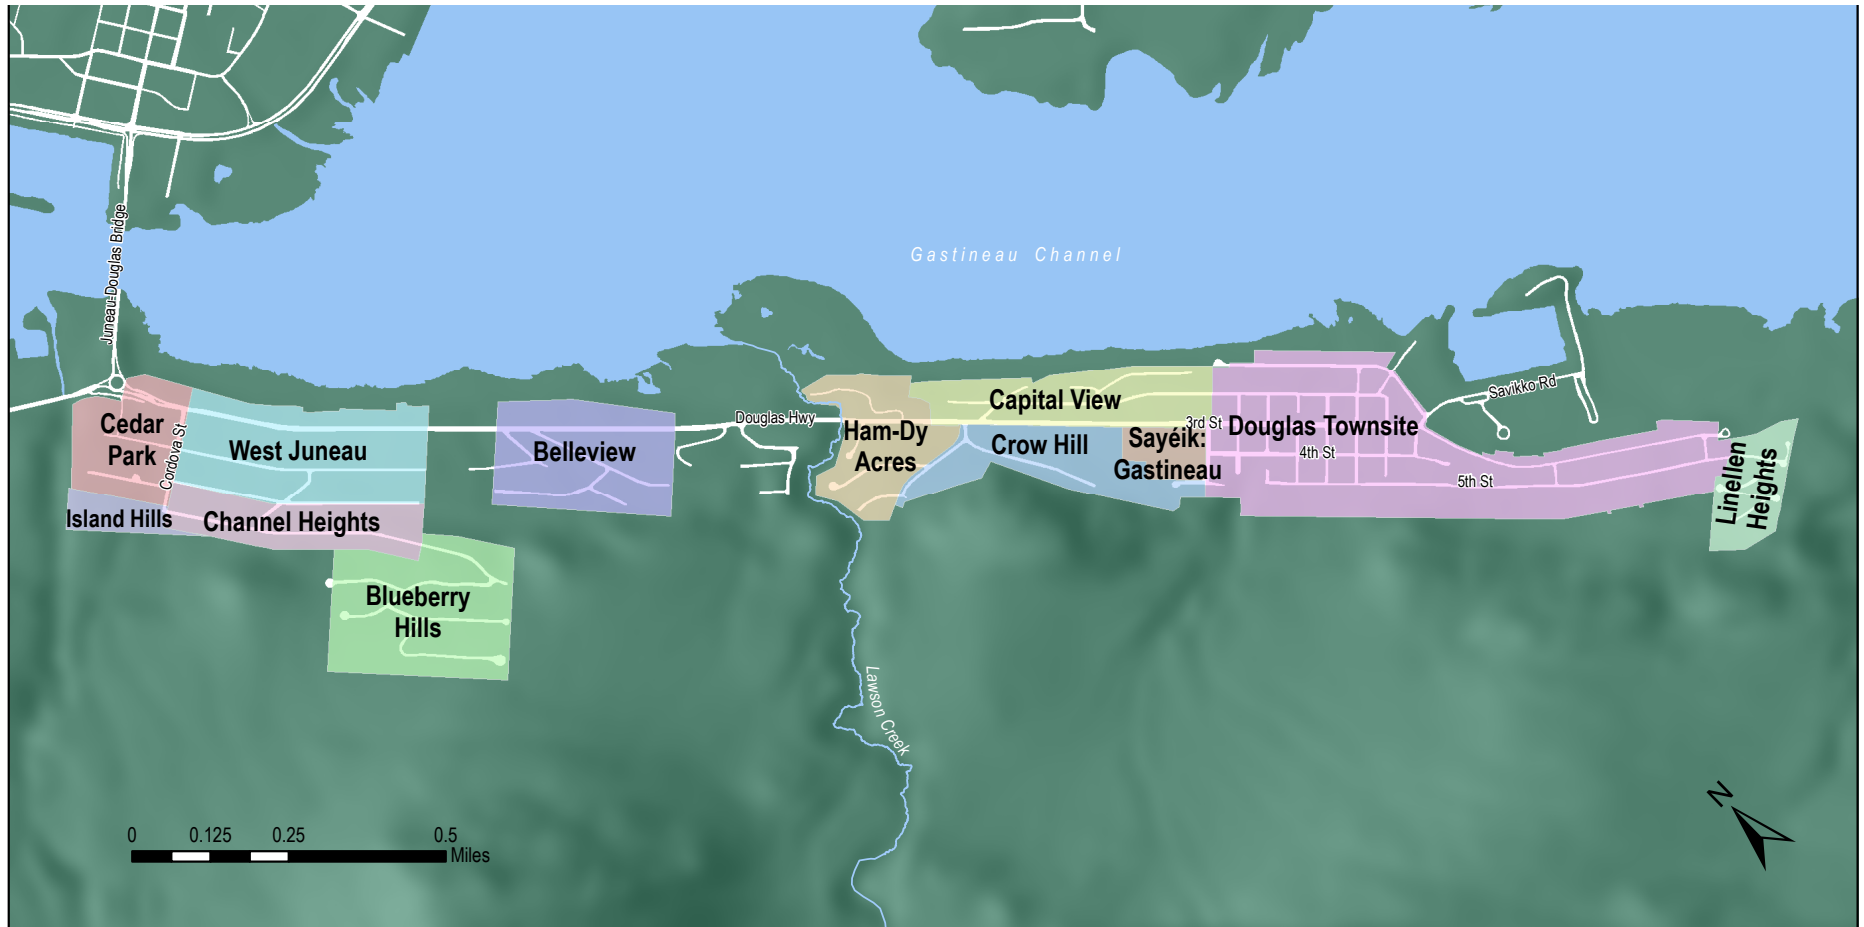 Juneau-Douglas Bridge
Gastineau Channel
Savikko Rd
Cedar
Park
Cordova St
West Juneau
Belleview
Douglas Hwy
Ham-Dy
Acres
Capital View
Crow Hill
Sayéik:
Gastineau
3rd St
Douglas Townsite
4th St
5th St
Linellen
Heights
Island Hills
Channel Heights
Blueberry
Hills
Lawson Creek
N
0 0.125 0.25 0.5
Miles